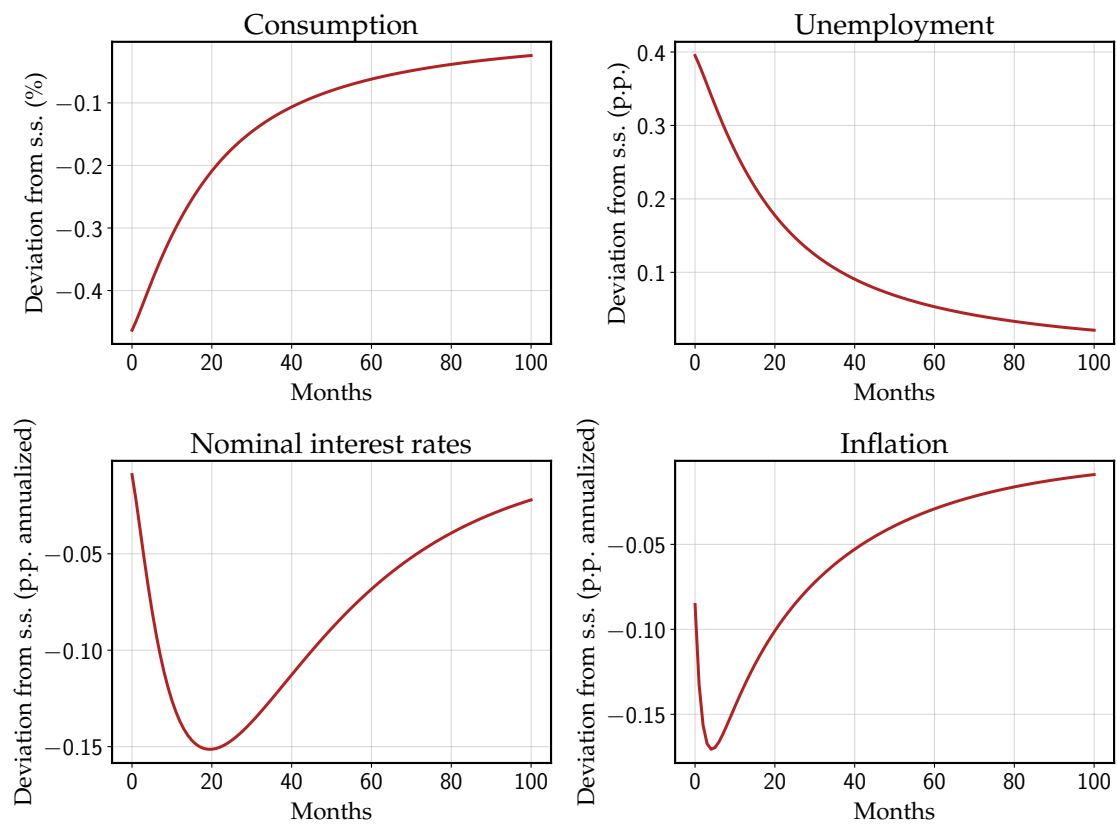 Consumption
Deviation from s.s. (%)
−0.1
−0.2
−0.3
−0.4
0 20 40 60 80 100
Months
Unemployment
Deviation from s.s. (p.p.)
0.4
0.3
0.2
0.1
0 20 40 60 80 100
Months
Nominal interest rates
Deviation from s.s. (p.p. annualized)
−0.05
−0.10
−0.15
0 20 40 60 80 100
Months
Inflation
Deviation from s.s. (p.p. annualized)
−0.05
−0.10
−0.15
0 20 40 60 80 100
Months